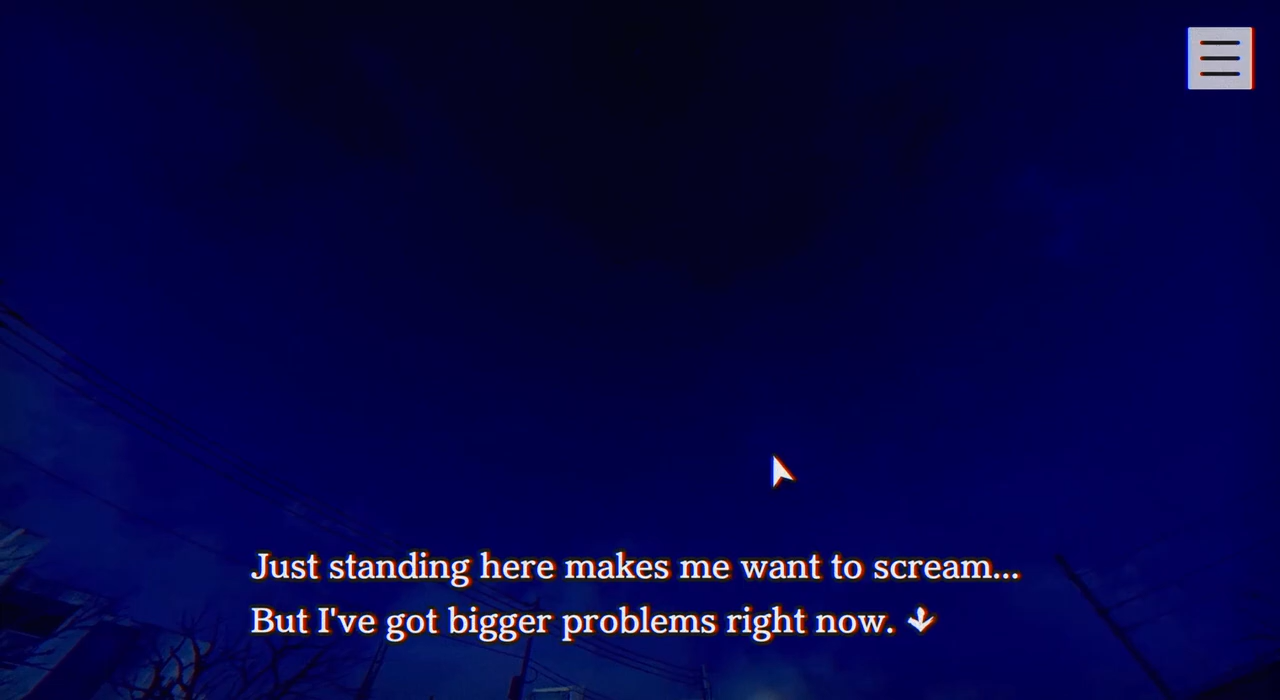 Just standing here makes me want to scream...
But I've got bigger problems right now.